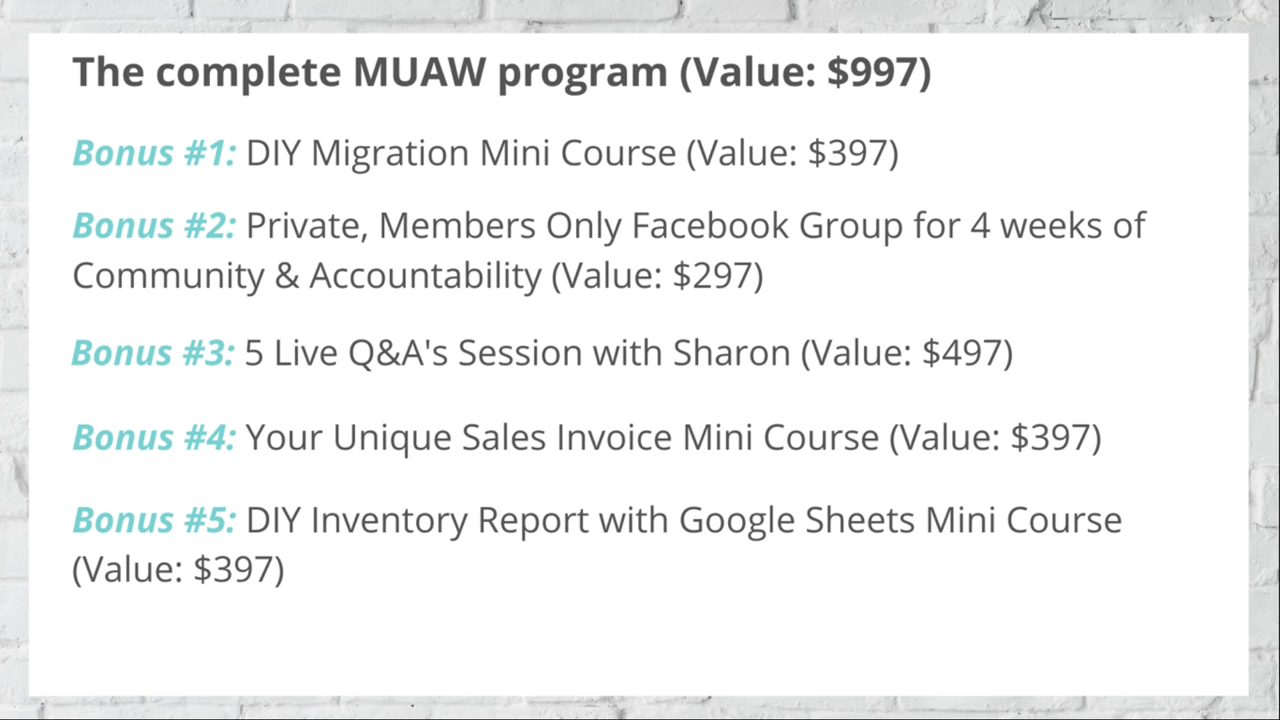 The complete MUAW program (Value: $997)
Bonus #1: DIY Migration Mini Course (Value: $397)
Bonus #2: Private, Members Only Facebook Group for 4 weeks of
Community & Accountability (Value: $297)
Bonus #3: 5 Live Q&A's Session with Sharon (Value: $497)
Bonus #4: Your Unique Sales Invoice Mini Course (Value: $397)
Bonus #5: DIY Inventory Report with Google Sheets Mini Course
(Value: $397)